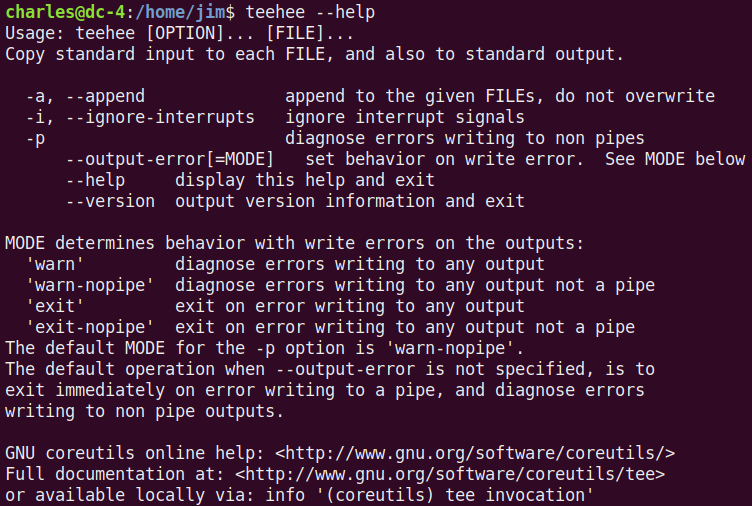 charles@dc-4:/home/jim$ teehee --help
Usage: teehee [OPTION]... [FILE]...
Copy standard input to each FILE, and also to standard output.

  -a, --append              append to the given FILEs, do not overwrite
  -i, --ignore-interrupts   ignore interrupt signals
  -p                        diagnose errors writing to non pipes
      --output-error[=MODE]   set behavior on write error.  See MODE below
      --help     display this help and exit
      --version  output version information and exit

MODE determines behavior with write errors on the outputs:
  'warn'         diagnose errors writing to any output
  'warn-nopipe'  diagnose errors writing to any output not a pipe
  'exit'         exit on error writing to any output
  'exit-nopipe'  exit on error writing to any output not a pipe
The default MODE for the -p option is 'warn-nopipe'.
The default operation when --output-error is not specified, is to
exit immediately on error writing to a pipe, and diagnose errors
writing to non pipe outputs.

GNU coreutils online help: <http://www.gnu.org/software/coreutils/>
Full documentation at: <http://www.gnu.org/software/coreutils/tee>
or available locally via: info '(coreutils) tee invocation'